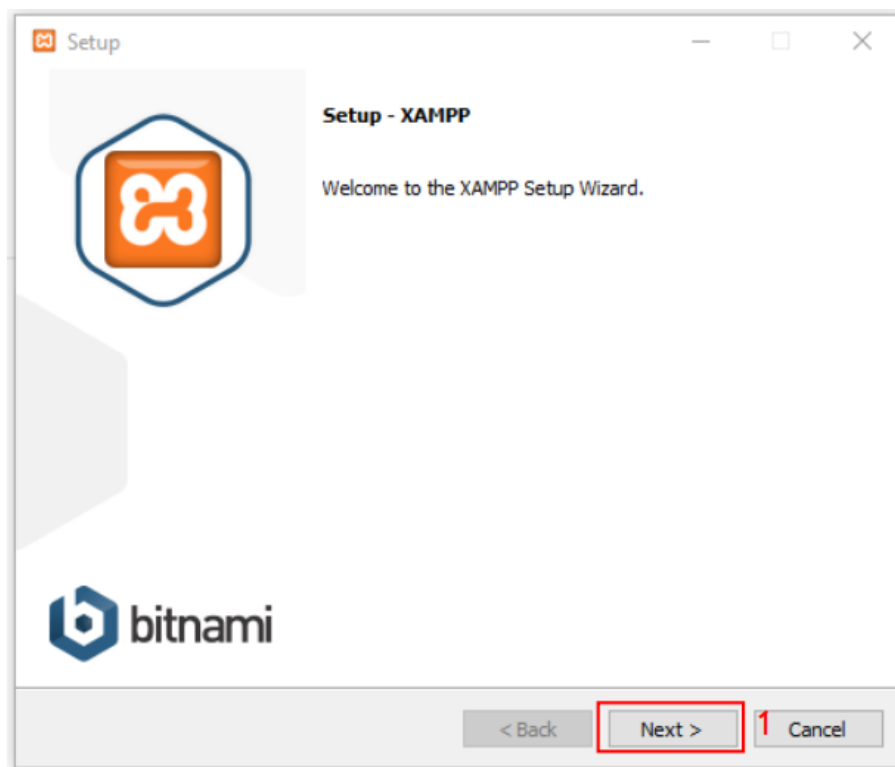 Setup
Setup - XAMPP
Welcome to the XAMPP Setup Wizard.
bitnami
< Back
Next >
1
Cancel